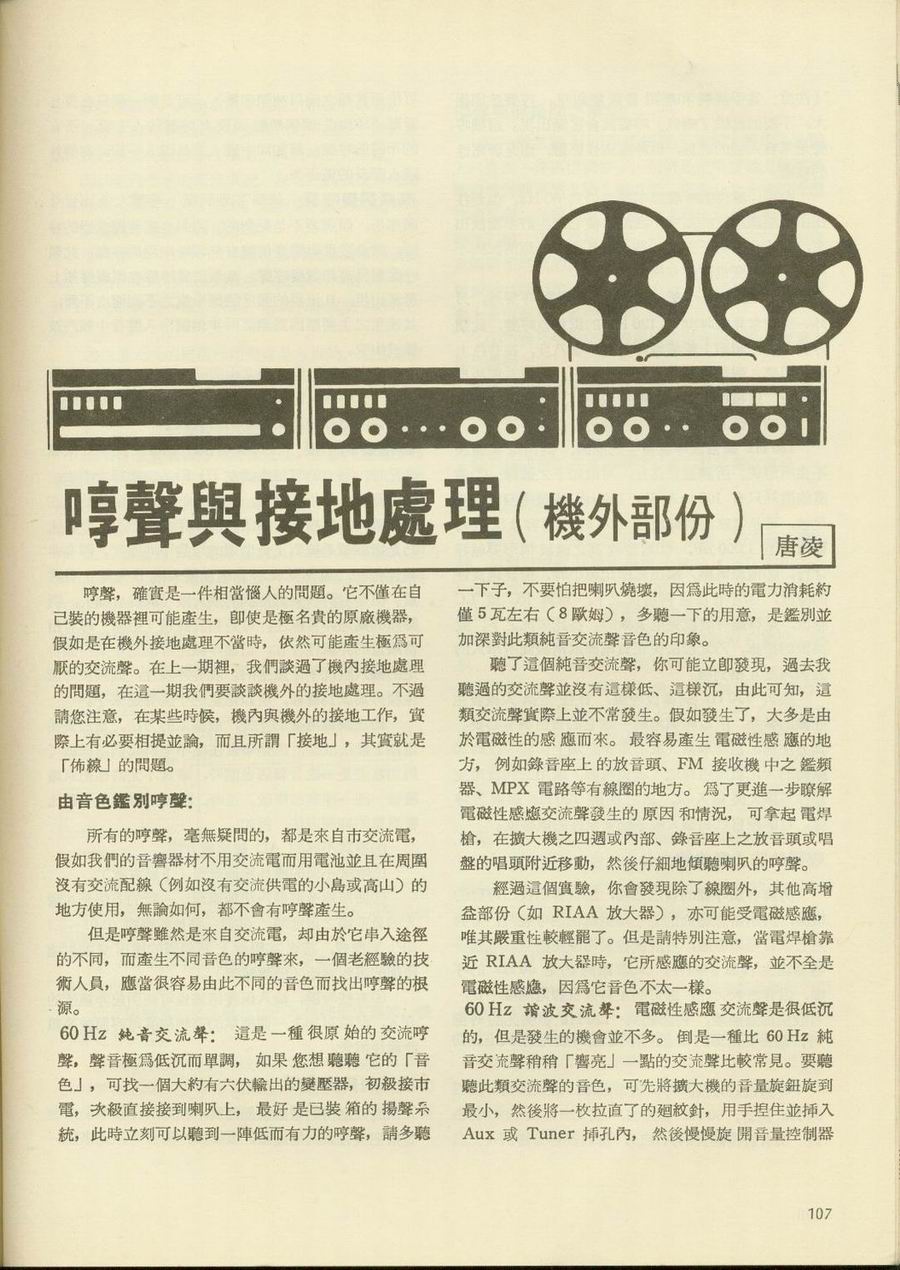 哼聲與接地處理(機外部份)
唐凌
哼聲，確實是一件相當惱人的問題。它不僅在自
己裝的機器裡可能產生，卽使是極名貴的原廠機器，
假如是在機外接地處理不當時，依然可能產生極爲可
厭的交流聲。在上一期裡，我們談過了機內接地處理
的問題，在這一期我們要談談機外的接地處理。不過
請您注意，在某些時候，機內與機外的接地工作，實
際上有必要相提並論，而且所謂「接地」，其實就是
「佈線」的問題。
由音色鑑別哼聲：
所有的哼聲，毫無疑問的，都是來自市交流電，
假如我們的音響器材不用交流電而用電池並且在周圍
沒有交流配線（例如沒有交流供電的小島或高山）的
地方使用，無論如何，都不會有哼聲產生。
但是哼聲雖然是來自交流電，却由於它串入途徑
的不同，而產生不同音色的哼聲來，一個老經驗的技
術人員，應當很容易由此不同的音色而找出哼聲的根
源。
60 Hz 純音交流聲：這是一種很原始的交流哼
聲，聲音極爲低沉而單調，如果您想聽聽它的「音
色」，可找一個大約有六伏輸出的變壓器，初級接市
電，次級直接接到喇叭上，最好是已裝箱的揚聲系
統，此時立刻可以聽到一陣低而有力的哼聲，請多聽
一下子，不要怕把喇叭燒壞，因爲此時的電力消耗約
僅５瓦左右（８歐姆），多聽一下的用意，是鑑別並
加深對此類純音交流聲音色的印象。
聽了這個純音交流聲，你可能立卽發現，過去我
聽過的交流聲並沒有這樣低、這樣沉，由此可知，這
類交流聲實際上並不常發生。假如發生了，大多是由
於電磁性的感應而來。最容易產生電磁性感應的地
方，例如錄音座上的放音頭、FM 接收機中之鑑頻
器、MPX 電路等有線圈的地方。爲了更進一步瞭解
電磁性感應交流聲發生的原因和情況，可拿起電焊
槍，在擴大機之四週或內部、錄音座上之放音頭或唱
盤的唱頭附近移動，然後仔細地傾聽喇叭的哼聲。
經過這個實驗，你會發現除了線圈外，其他高增
益部份（如 RIAA 放大器），亦可能受電磁感應，
唯其嚴重性較輕罷了。但是請特別注意，當電焊槍靠
近 RIAA 放大器時，它所感應的交流聲，並不全是
電磁性感應，因爲它音色不太一樣。
60 Hz 諧波交流聲：電磁性感應交流聲是很低沉
的，但是發生的機會並不多。倒是一種比 60 Hz 純
音交流聲稍稍「響亮」一點的交流聲比較常見。要聽
聽此類交流聲的音色，可先將擴大機的音量旋鈕旋到
最小，然後將一枚拉直了的廻紋針，用手揑住並挿入
Aux 或 Tuner 挿孔內，然後慢慢旋開音量控制器
107